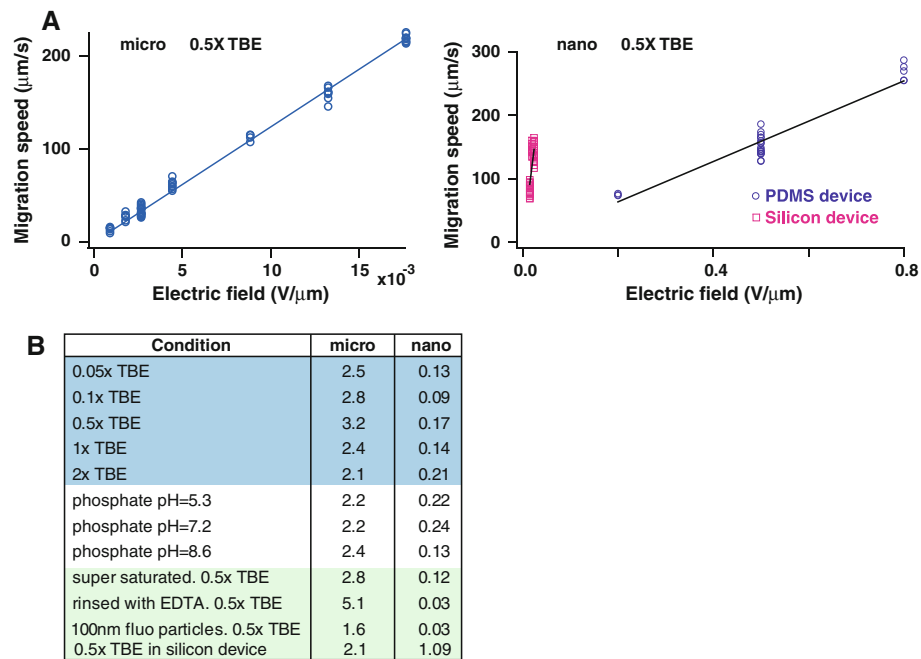 A
micro 0.5X TBE
Migration speed (μm/s)
200
100
0
0 5 10 15 x10⁻³
Electric field (V/μm)
nano 0.5X TBE
Migration speed (μm/s)
300
200
100
0
PDMS device
Silicon device
0.0 0.4 0.8
Electric field (V/μm)
B
Condition micro nano
0.05x TBE 2.5 0.13
0.1x TBE 2.8 0.09
0.5x TBE 3.2 0.17
1x TBE 2.4 0.14
2x TBE 2.1 0.21
phosphate pH=5.3 2.2 0.22
phosphate pH=7.2 2.2 0.24
phosphate pH=8.6 2.4 0.13
super saturated. 0.5x TBE 2.8 0.12
rinsed with EDTA. 0.5x TBE 5.1 0.03
100nm fluo particles. 0.5x TBE 1.6 0.03
0.5x TBE in silicon device 2.1 1.09